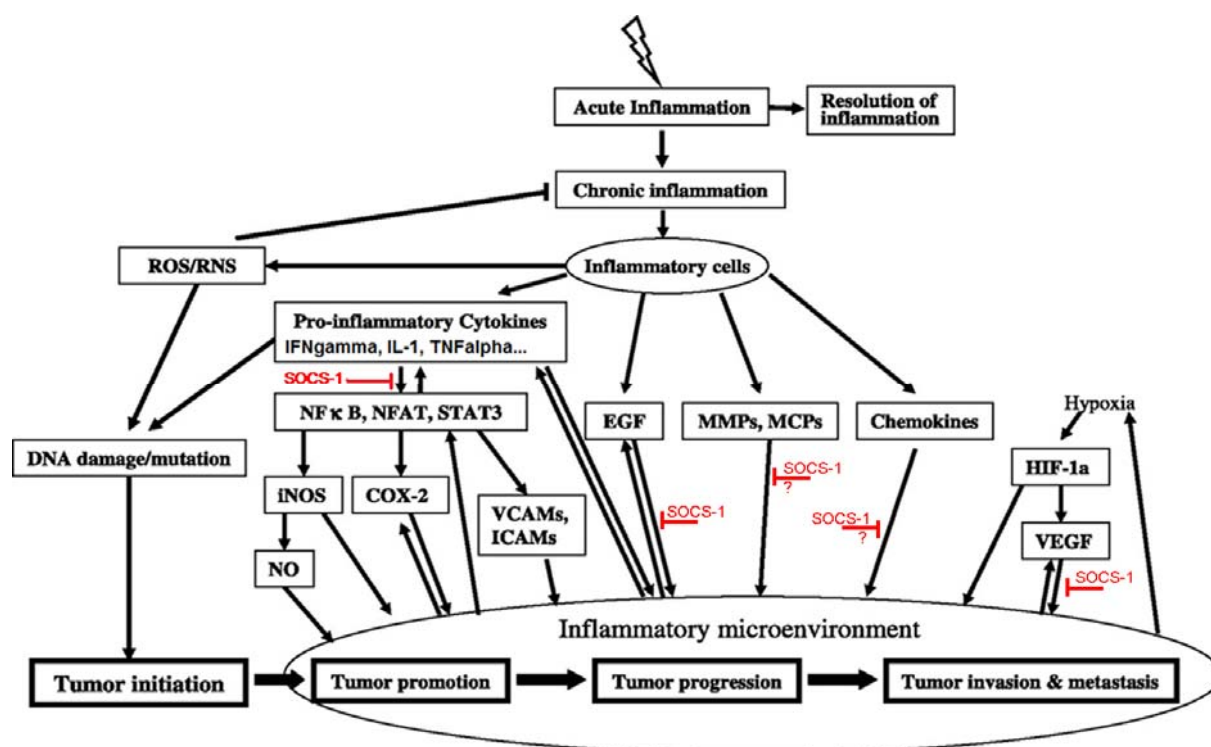 Acute Inflammation
Resolution of
inflammation
Chronic inflammation
ROS/RNS
Inflammatory cells
Pro-inflammatory Cytokines
IFNgamma, IL-1, TNFalpha...
SOCS-1
NFκB, NFAT, STAT3
EGF
MMPs, MCPs
Chemokines
Hypoxia
DNA damage/mutation
HIF-1a
iNOS
COX-2
VCAMs,
ICAMs
SOCS-1
SOCS-1
?
SOCS-1
?
VEGF
NO
SOCS-1
Inflammatory microenvironment
Tumor initiation
Tumor promotion
Tumor progression
Tumor invasion & metastasis